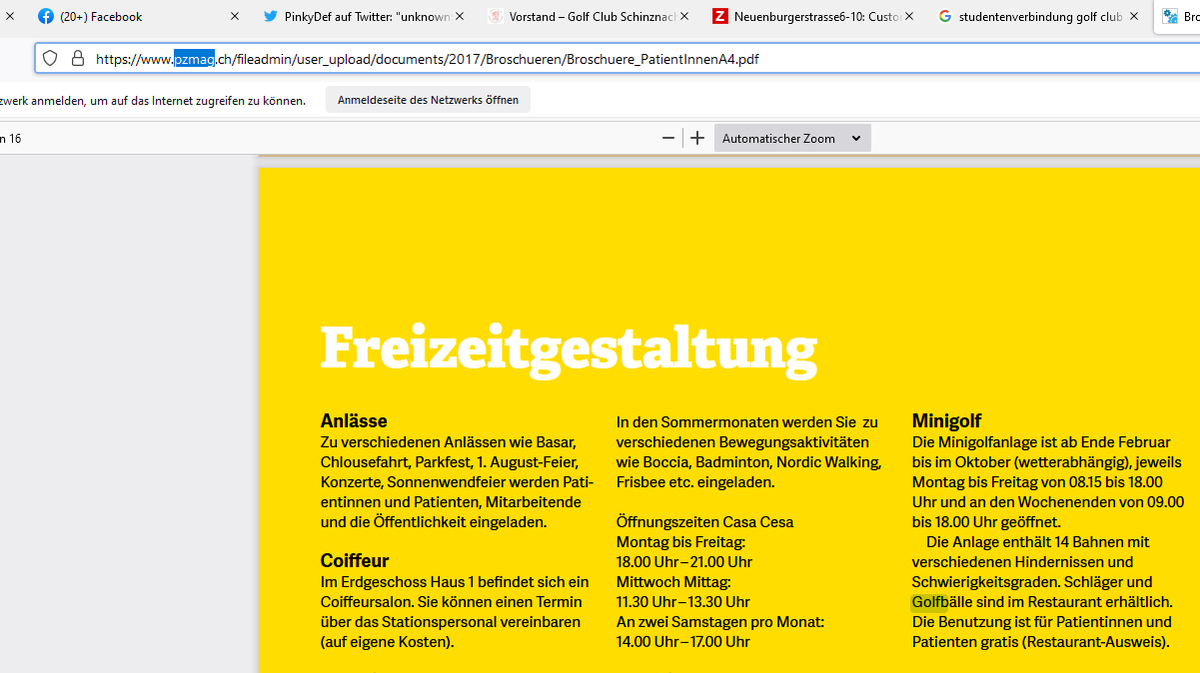 (20+) Facebook
PinkyDef auf Twitter: "unknown
Vorstand – Golf Club Schinznach
Neuenburgerstrasse6-10: Custo
studentenverbindung golf club
Bro
https://www.pzmag.ch/fileadmin/user_upload/documents/2017/Broschueren/Broschuere_PatientInnenA4.pdf
zwerk anmelden, um auf das Internet zugreifen zu können.
Anmeldeseite des Netzwerks öffnen
n 16
Automatischer Zoom
Freizeitgestaltung
Anlässe
Zu verschiedenen Anlässen wie Basar,
Chlousefahrt, Parkfest, 1. August-Feier,
Konzerte, Sonnenwendfeier werden Pati-
entinnen und Patienten, Mitarbeitende
und die Öffentlichkeit eingeladen.
Coiffeur
Im Erdgeschoss Haus 1 befindet sich ein
Coiffeursalon. Sie können einen Termin
über das Stationspersonal vereinbaren
(auf eigene Kosten).
In den Sommermonaten werden Sie zu
verschiedenen Bewegungsaktivitäten
wie Boccia, Badminton, Nordic Walking,
Frisbee etc. eingeladen.
Öffnungszeiten Casa Cesa
Montag bis Freitag:
18.00 Uhr–21.00 Uhr
Mittwoch Mittag:
11.30 Uhr–13.30 Uhr
An zwei Samstagen pro Monat:
14.00 Uhr–17.00 Uhr
Minigolf
Die Minigolfanlage ist ab Ende Februar
bis im Oktober (wetterabhängig), jeweils
Montag bis Freitag von 08.15 bis 18.00
Uhr und an den Wochenenden von 09.00
bis 18.00 Uhr geöffnet.
Die Anlage enthält 14 Bahnen mit
verschiedenen Hindernissen und
Schwierigkeitsgraden. Schläger und
Golfbälle sind im Restaurant erhältlich.
Die Benutzung ist für Patientinnen und
Patienten gratis (Restaurant-Ausweis).